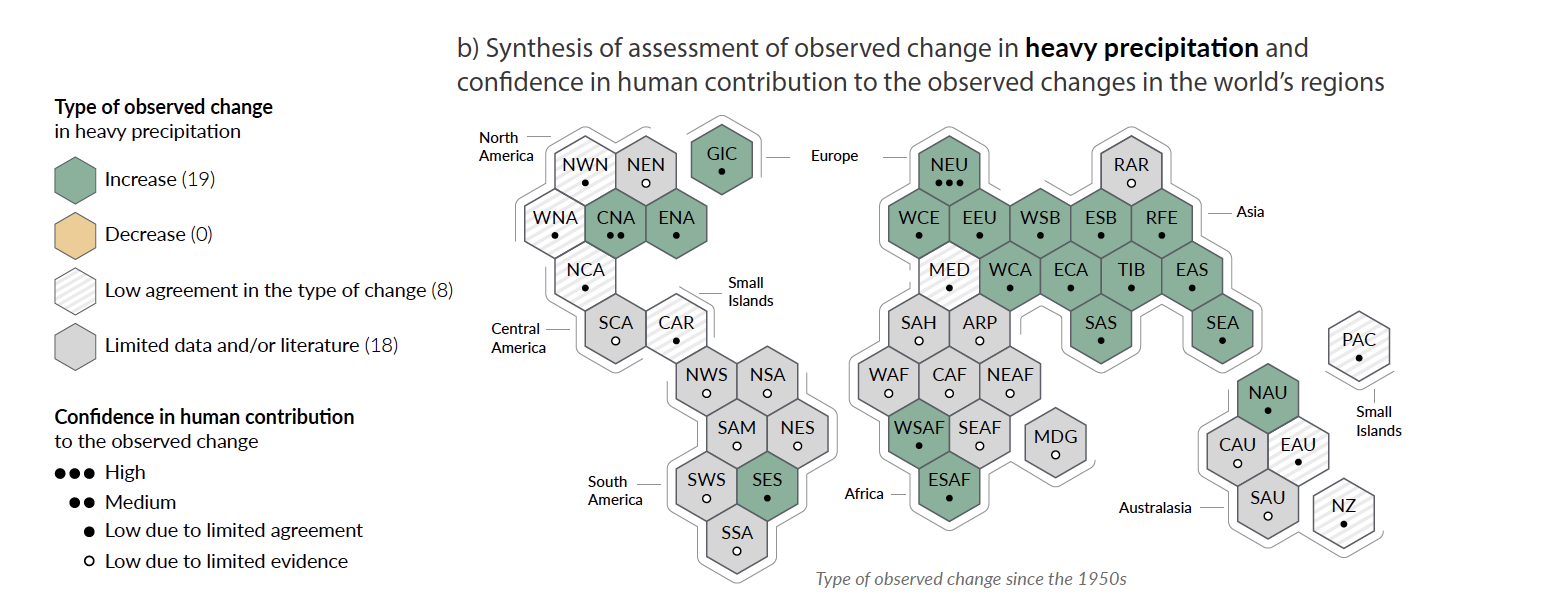 b) Synthesis of assessment of observed change in heavy precipitation and
confidence in human contribution to the observed changes in the world's regions
Type of observed change
in heavy precipitation
Increase (19)
Decrease (0)
Low agreement in the type of change (8)
Limited data and/or literature (18)
Confidence in human contribution
to the observed change
High
Medium
Low due to limited agreement
Low due to limited evidence
North
America
NWN
NEN
GIC
WNA
CNA
ENA
NCA
Small
Islands
Central
America
SCA
CAR
NWS
NSA
SAM
NES
South
America
SWS
SES
SSA
Europe
NEU
RAR
WCE
EEU
WSB
ESB
RFE
Asia
MED
WCA
ECA
TIB
EAS
SAH
ARP
SAS
SEA
WAF
CAF
NEAF
WSAF
SEAF
MDG
Africa
ESAF
PAC
Small
Islands
NAU
CAU
EAU
Australasia
SAU
NZ
Type of observed change since the 1950s